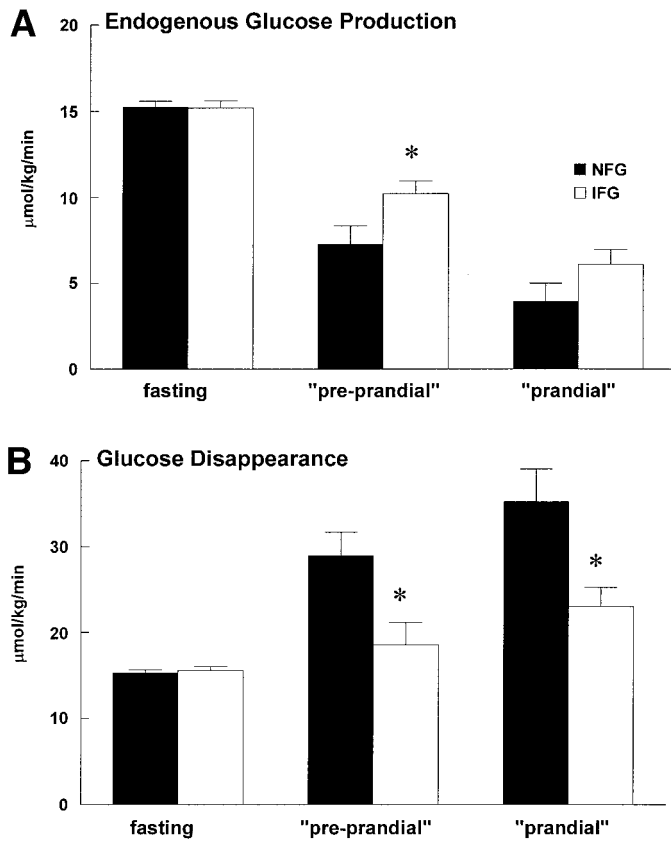 A Endogenous Glucose Production
20
15
10
5
0
µmol/kg/min
*
NFG
IFG
fasting "pre-prandial" "prandial"
B Glucose Disappearance
40
30
20
10
0
µmol/kg/min
*
*
fasting "pre-prandial" "prandial"